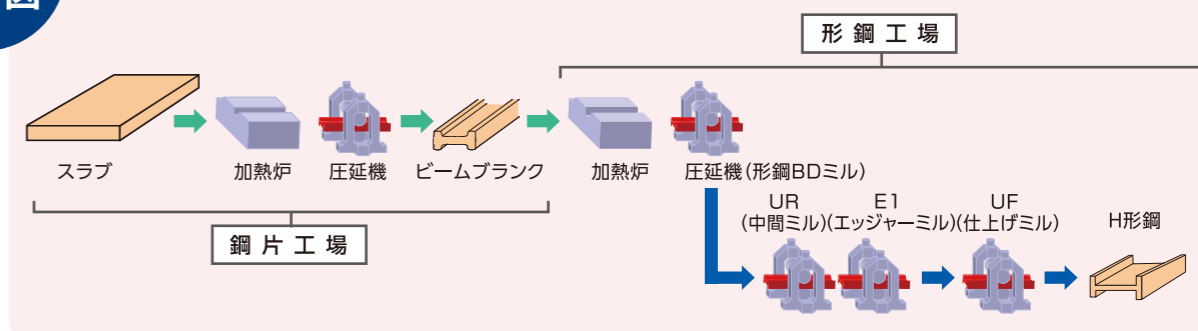 図
形鋼工場
スラブ
加熱炉
圧延機
ビームブランク
加熱炉
圧延機(形鋼BDミル)
鋼片工場
UR
(中間ミル)
E1
(エッジャーミル)
UF
(仕上げミル)
H形鋼